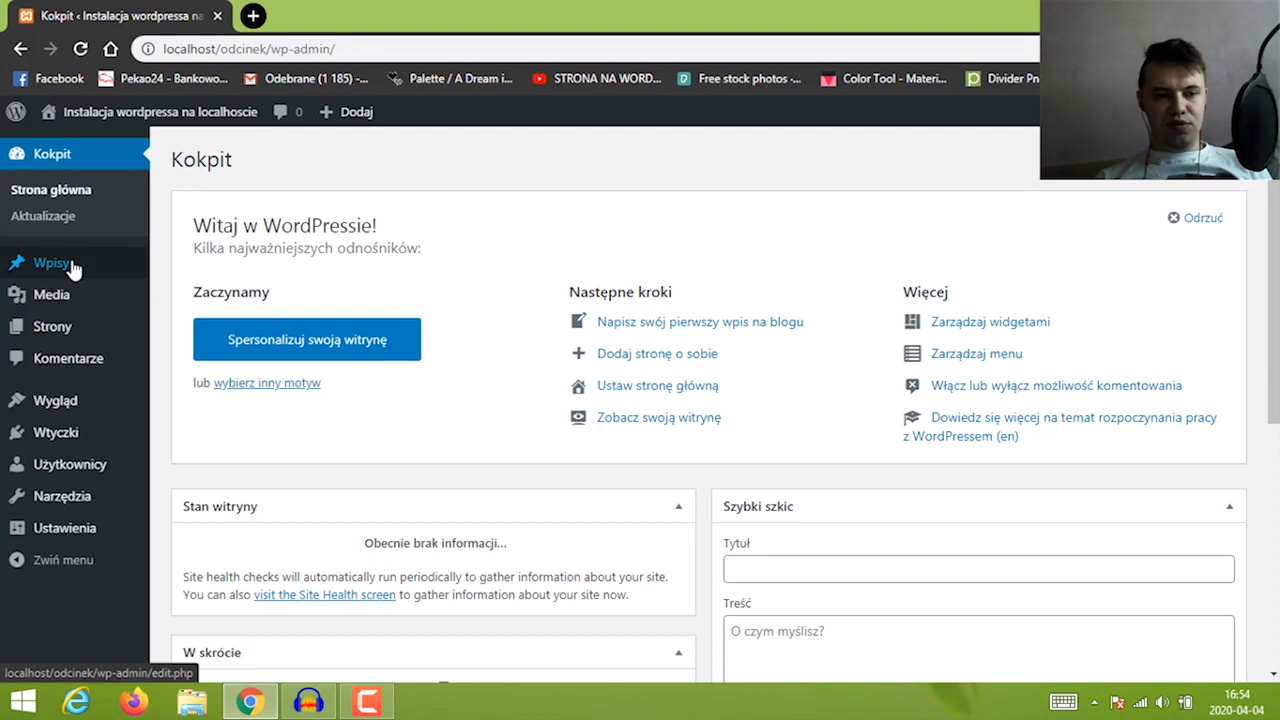 Kokpit ‹ Instalacja wordpressa na
localhost/odcinek/wp-admin/
Facebook
Pekao24 - Bankowo...
Odebrane (1 185) -...
Palette / A Dream i...
STRONA NA WORD...
Free stock photos -...
Color Tool - Materi...
Divider Pn
Instalacja wordpressa na localhoscie
0
Dodaj
Kokpit
Strona główna
Aktualizacje
Wpisy
Media
Strony
Komentarze
Wygląd
Wtyczki
Użytkownicy
Narzędzia
Ustawienia
Zwiń menu
Kokpit
Witaj w WordPressie!
Kilka najważniejszych odnośników:
Odrzuć
Zaczynamy
Spersonalizuj swoją witrynę
lub wybierz inny motyw
Następne kroki
Napisz swój pierwszy wpis na blogu
Dodaj stronę o sobie
Ustaw stronę główną
Zobacz swoją witrynę
Więcej
Zarządzaj widgetami
Zarządzaj menu
Włącz lub wyłącz możliwość komentowania
Dowiedz się więcej na temat rozpoczynania pracy
z WordPressem (en)
Stan witryny
Obecnie brak informacji...
Site health checks will automatically run periodically to gather information about your site.
You can also visit the Site Health screen to gather information about your site now.
W skrócie
Szybki szkic
Tytuł
Treść
O czym myślisz?
localhost/odcinek/wp-admin/edit.php
16:54
2020-04-04